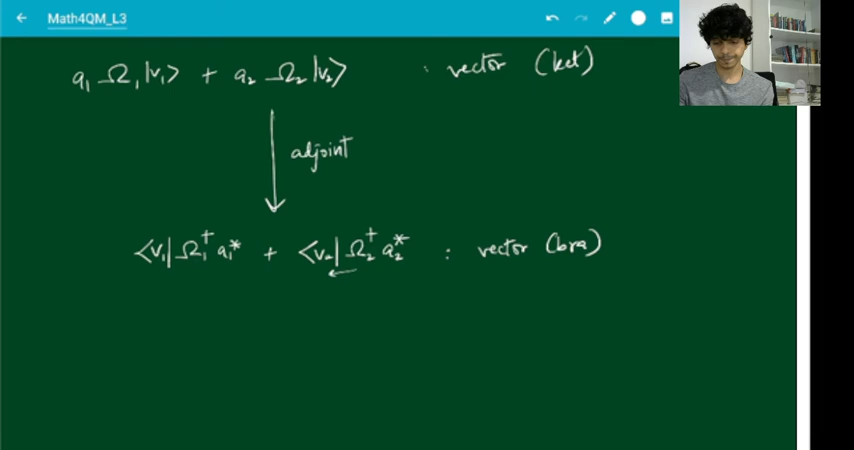 Math4QM_L3
a₁ Ω₁|v₁> + a₂ Ω₂|v₂> : vector (ket)
adjoint
<v₁|Ω₁†a₁* + <v₂|Ω₂†a₂* : vector (bra)